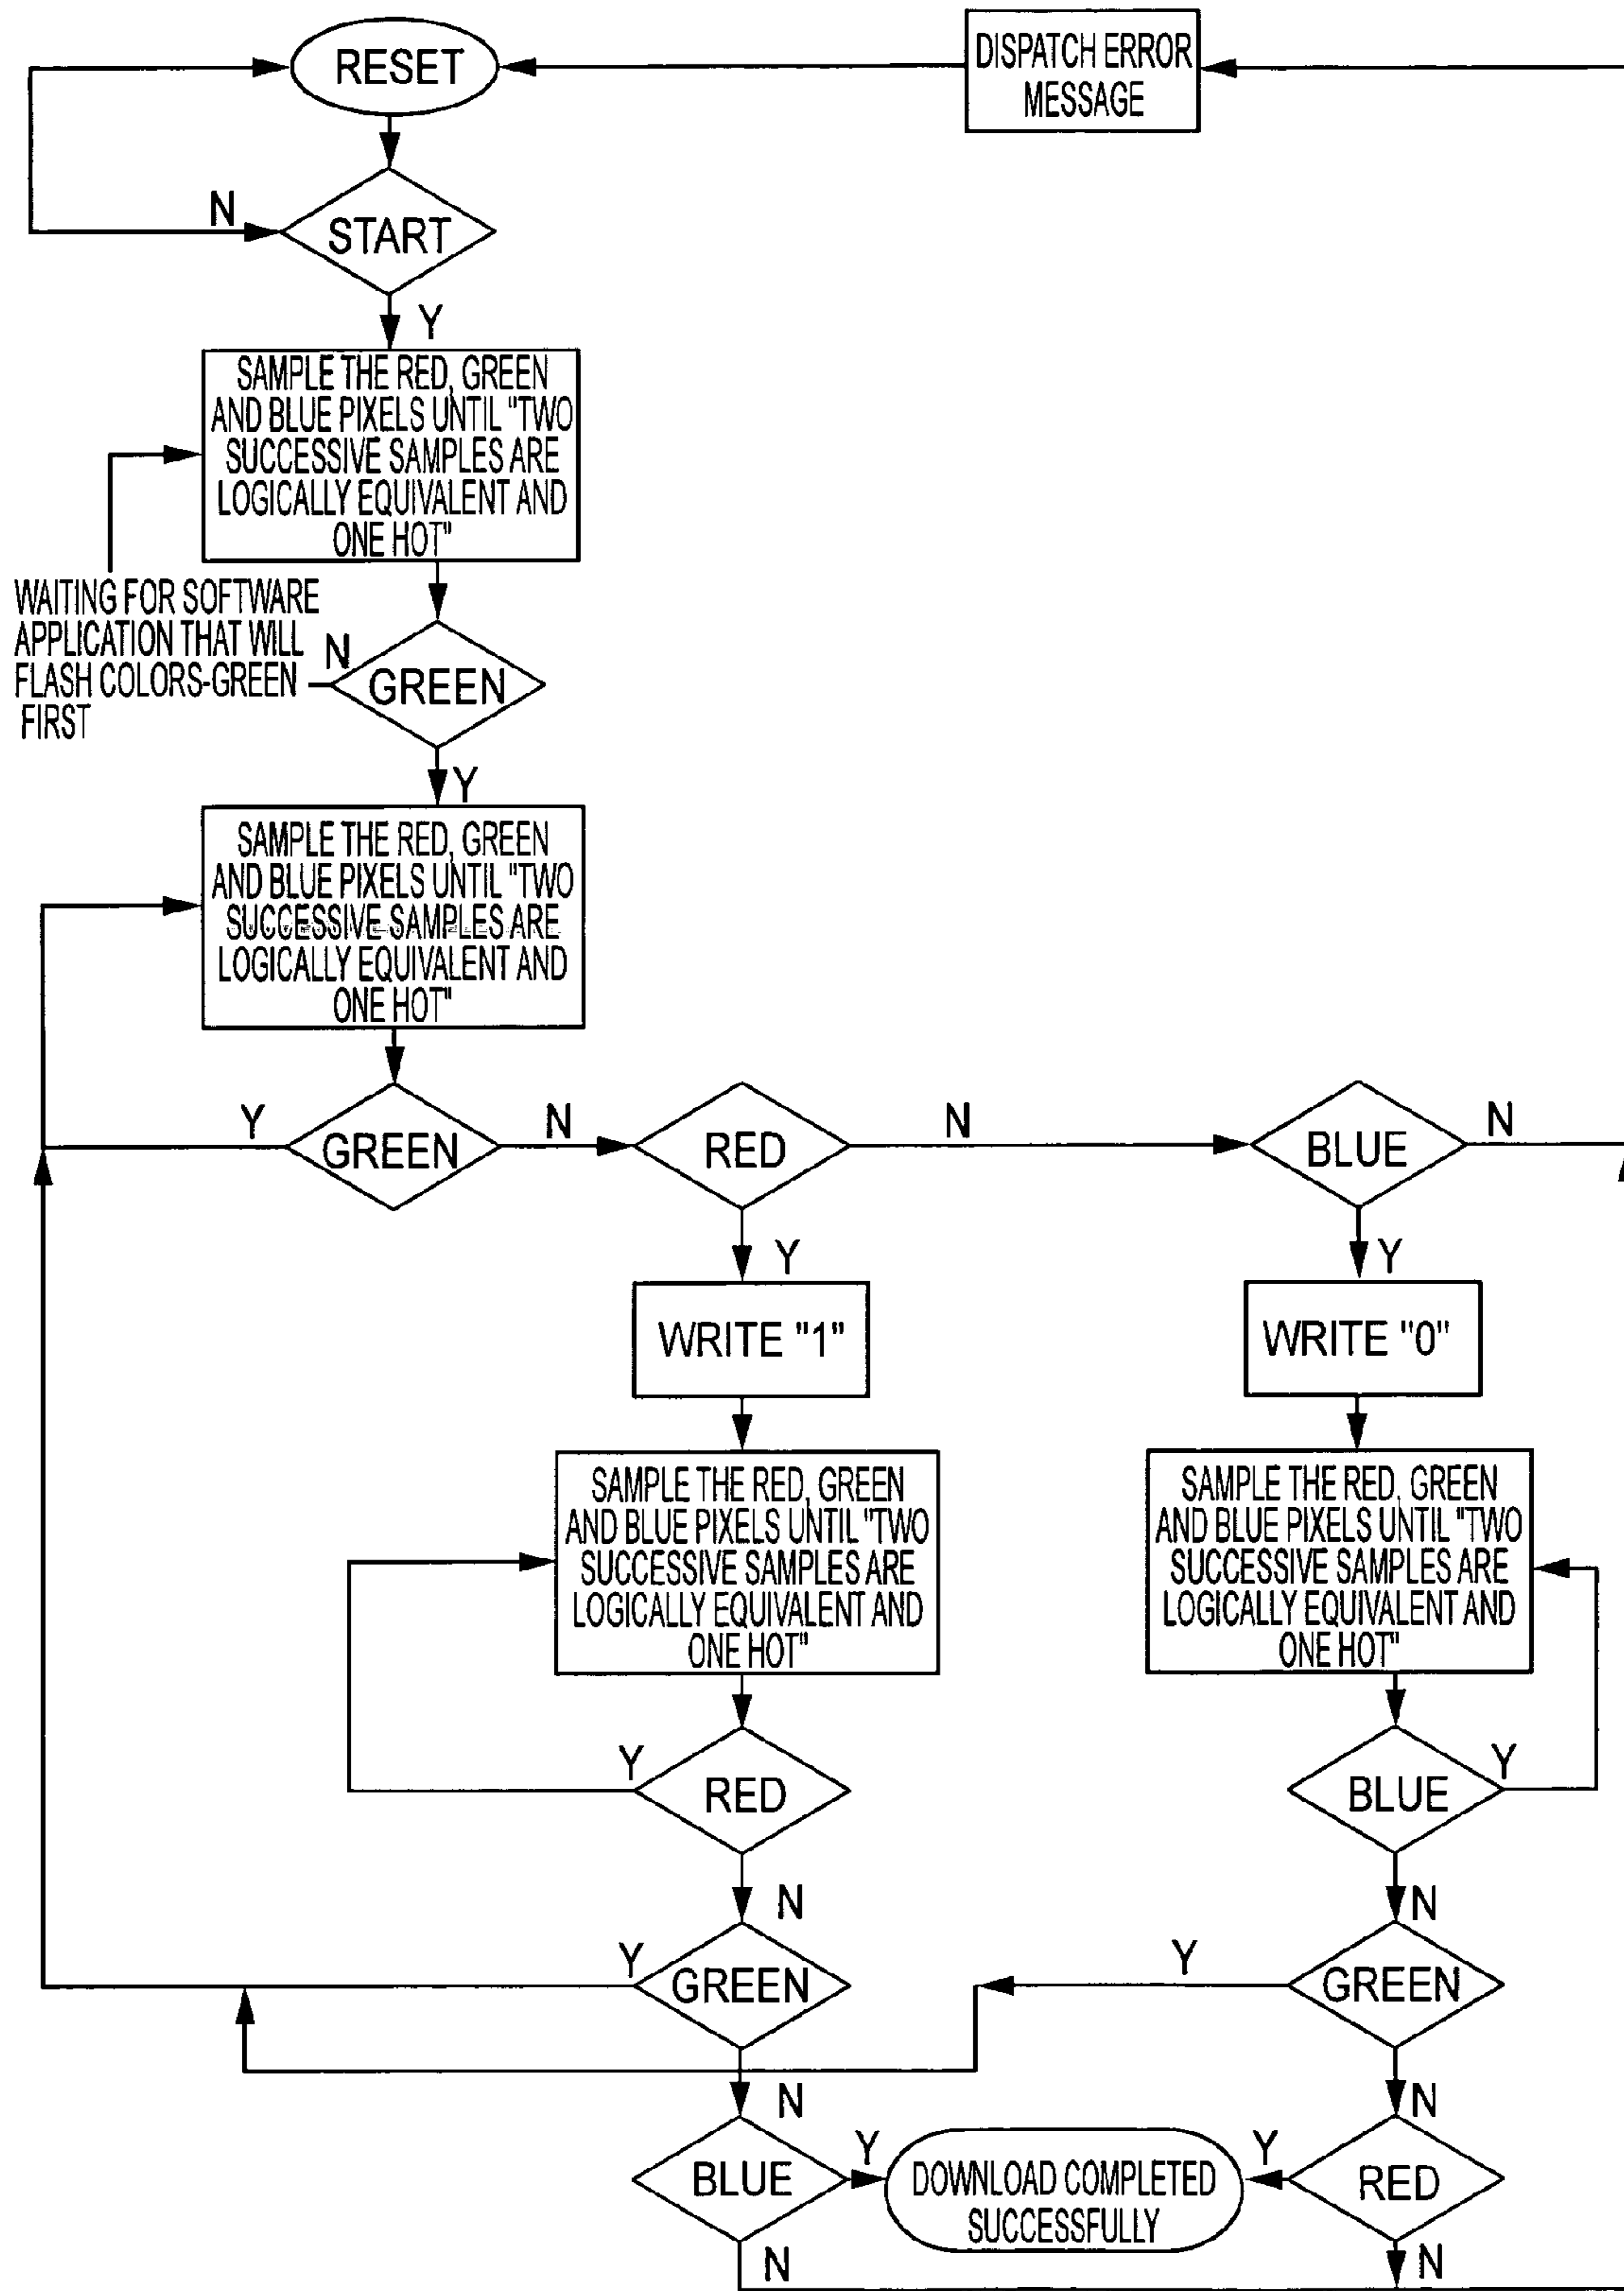 RESET
DISPATCH ERROR
MESSAGE
N
START
Y
SAMPLE THE RED, GREEN
AND BLUE PIXELS UNTIL "TWO
SUCCESSIVE SAMPLES ARE
LOGICALLY EQUIVALENT AND
ONE HOT"
WAITING FOR SOFTWARE
APPLICATION THAT WILL
FLASH COLORS-GREEN
FIRST
N
GREEN
Y
SAMPLE THE RED, GREEN
AND BLUE PIXELS UNTIL "TWO
SUCCESSIVE SAMPLES ARE
LOGICALLY EQUIVALENT AND
ONE HOT"
Y
GREEN
N
RED
N
BLUE
N
Y
Y
WRITE "1"
WRITE "0"
SAMPLE THE RED, GREEN
AND BLUE PIXELS UNTIL "TWO
SUCCESSIVE SAMPLES ARE
LOGICALLY EQUIVALENT AND
ONE HOT"
SAMPLE THE RED, GREEN
AND BLUE PIXELS UNTIL "TWO
SUCCESSIVE SAMPLES ARE
LOGICALLY EQUIVALENT AND
ONE HOT"
Y
RED
BLUE
Y
N
N
Y
GREEN
Y
GREEN
N
N
BLUE
Y
DOWNLOAD COMPLETED
SUCCESSFULLY
Y
RED
N
N